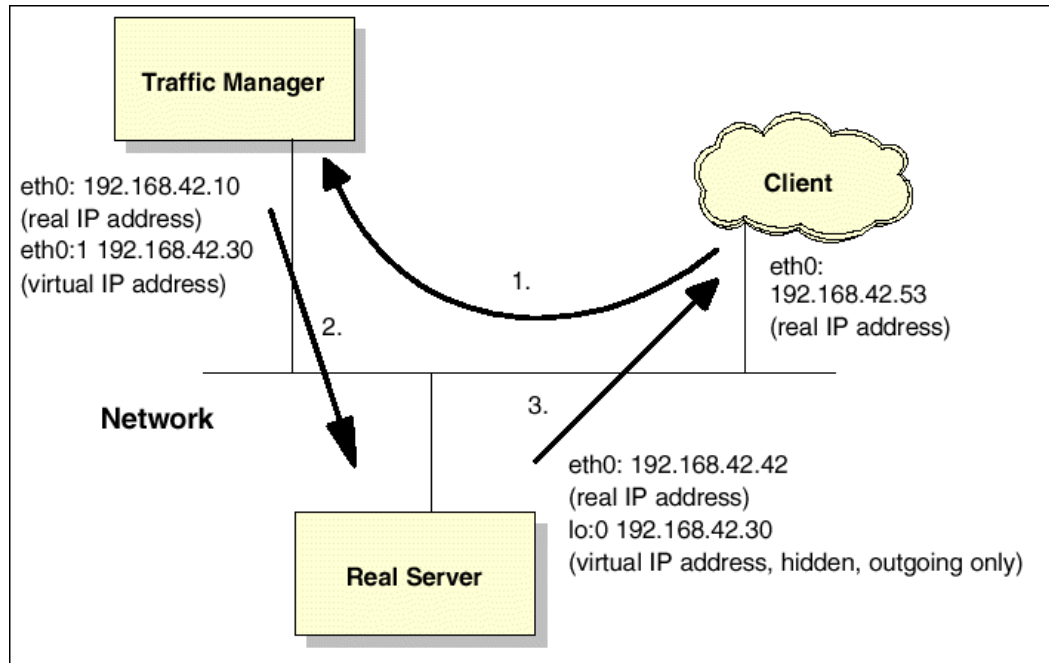 Traffic Manager
eth0: 192.168.42.10
(real IP address)
eth0:1 192.168.42.30
(virtual IP address)
Client
eth0:
192.168.42.53
(real IP address)
1.
2.
3.
Network
eth0: 192.168.42.42
(real IP address)
lo:0 192.168.42.30
(virtual IP address, hidden, outgoing only)
Real Server